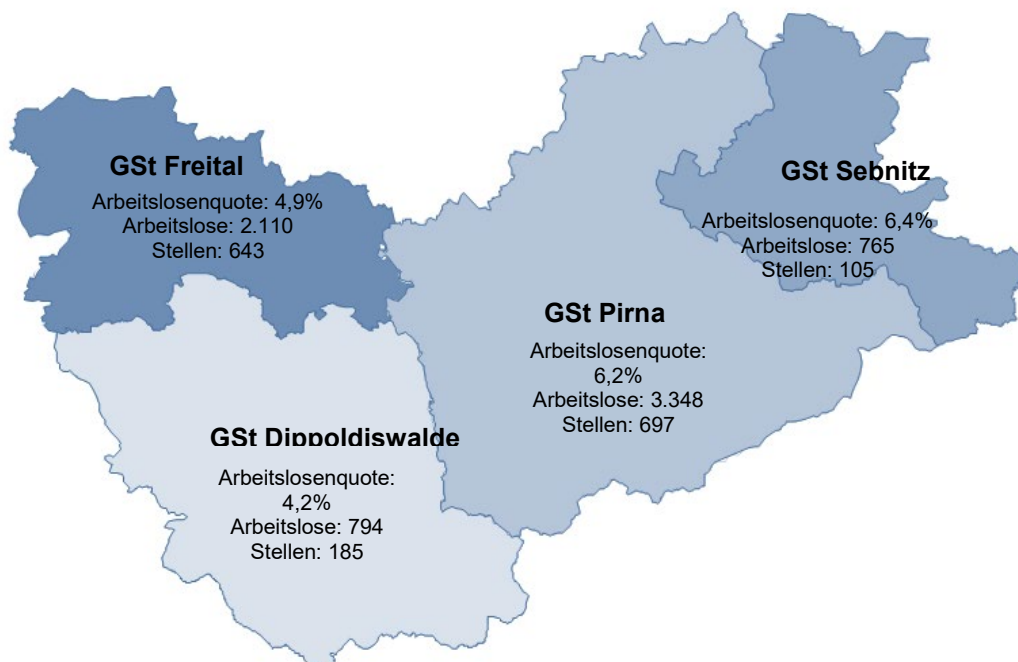 GSt Freital
Arbeitslosenquote: 4,9%
Arbeitslose: 2.110
Stellen: 643
GSt Sebnitz
Arbeitslosenquote: 6,4%
Arbeitslose: 765
Stellen: 105
GSt Pirna
Arbeitslosenquote:
6,2%
Arbeitslose: 3.348
Stellen: 697
GSt Dippoldiswalde
Arbeitslosenquote:
4,2%
Arbeitslose: 794
Stellen: 185